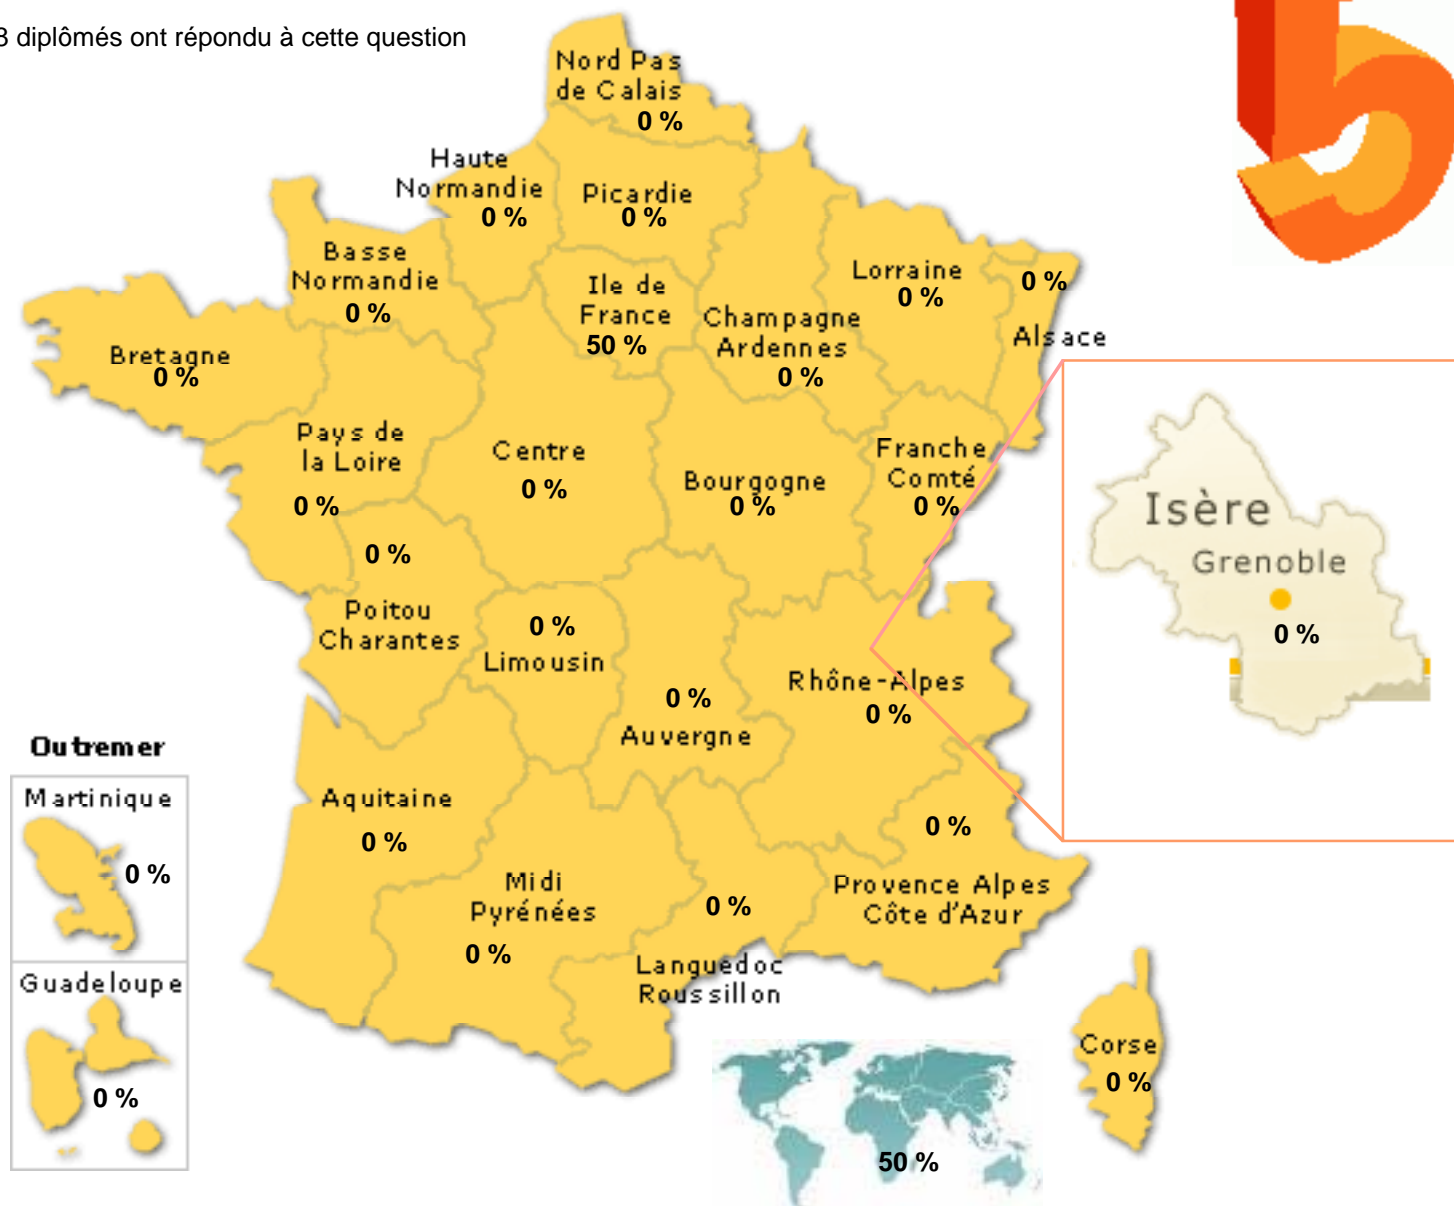 8 diplômés ont répondu à cette question
Nord Pas
de Calais
0 %
Haute
Normandie
0 %
Picardie
0 %
Basse
Normandie
0 %
Ile de
France
50 %
Champagne
Ardennes
0 %
Lorraine
0 %
0 %
Alsace
Bretagne
0 %
Pays de
la Loire
0 %
Centre
0 %
Bourgogne
0 %
Franche
Comté
0 %
Isère
Grenoble
0 %
0 %
Poitou
Charantes
0 %
Limousin
0 %
Auvergne
Rhône-Alpes
0 %
Outremer
Martinique
0 %
Guadeloupe
0 %
Aquitaine
0 %
Midi
Pyrénées
0 %
0 %
Languedoc
Roussillon
0 %
Provence Alpes
Côte d'Azur
Corse
0 %
50 %